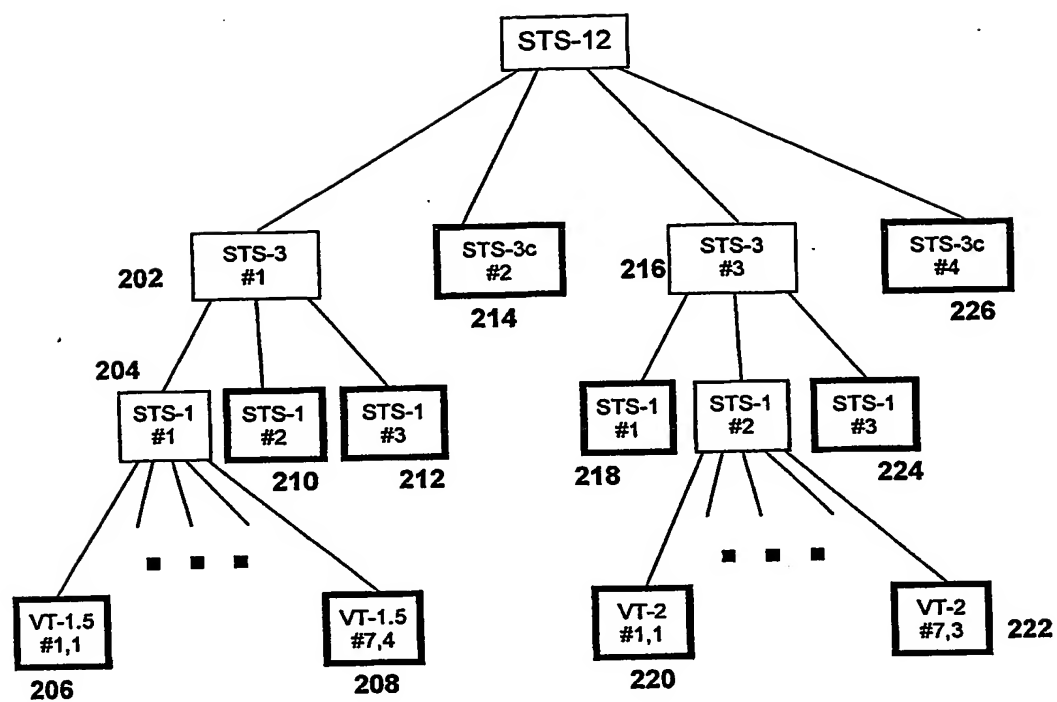 STS-12
STS-3
#1
202
STS-3c
#2
214
STS-3
#3
216
STS-3c
#4
226
204
STS-1
#1
STS-1
#2
210
STS-1
#3
212
STS-1
#1
218
STS-1
#2
STS-1
#3
224
VT-1.5
#1,1
206
VT-1.5
#7,4
208
VT-2
#1,1
220
VT-2
#7,3
222